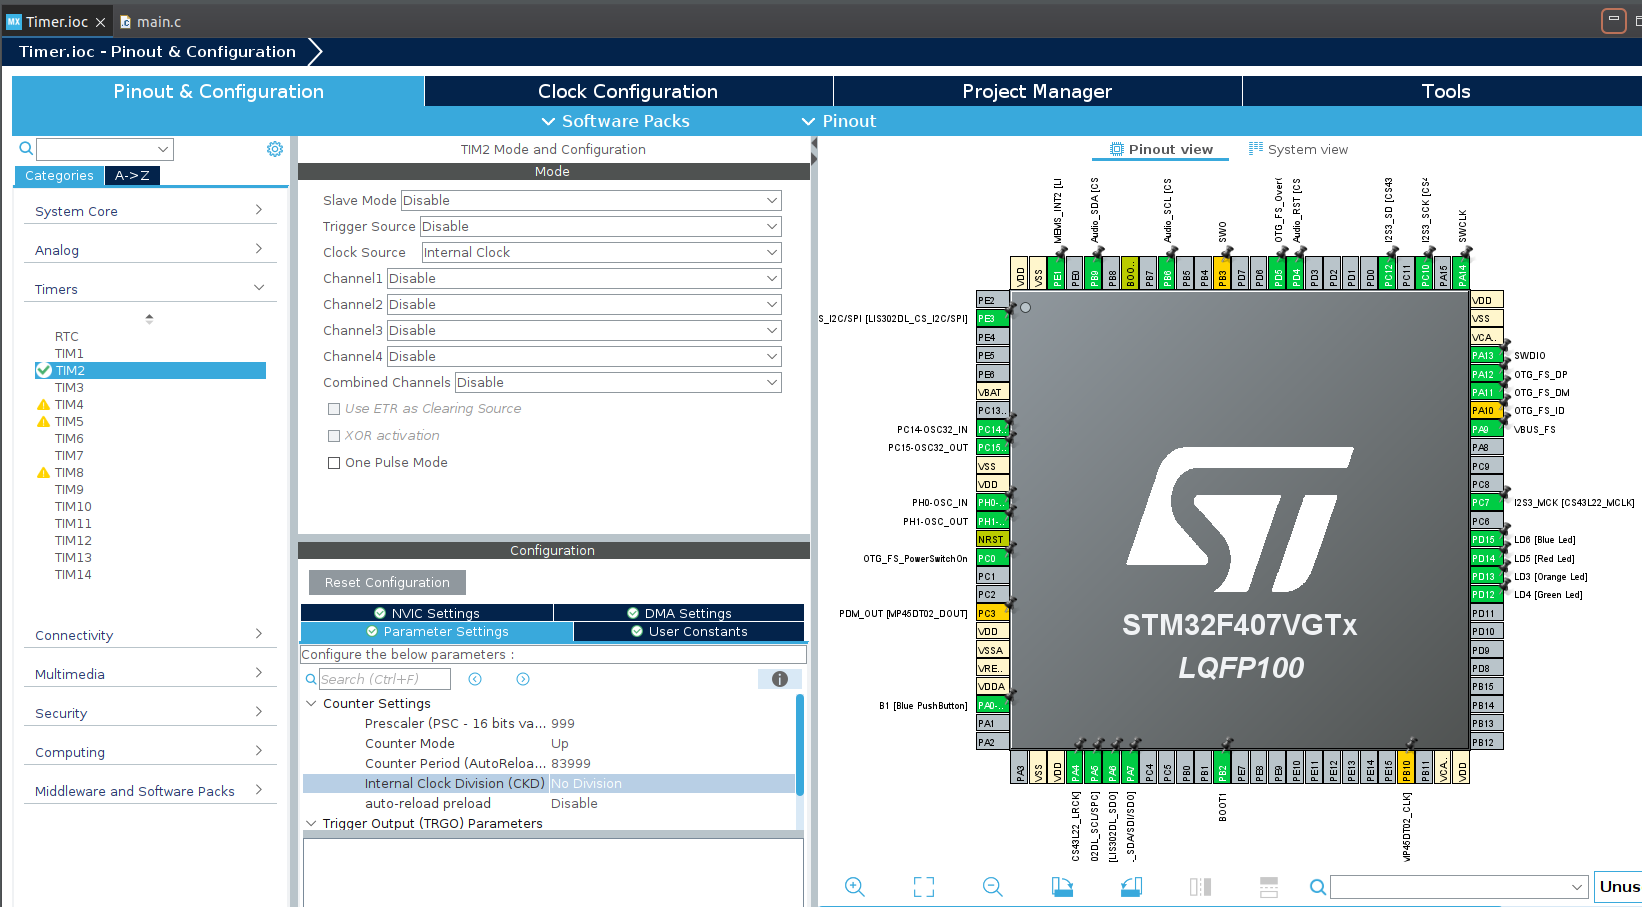 MX Timer.ioc
main.c
Timer.ioc - Pinout & Configuration
Pinout & Configuration
Clock Configuration
Project Manager
Tools
Software Packs
Pinout
Categories
A->Z
System Core
Analog
Timers
RTC
TIM1
TIM2
TIM3
TIM4
TIM5
TIM6
TIM7
TIM8
TIM9
TIM10
TIM11
TIM12
TIM13
TIM14
Connectivity
Multimedia
Security
Computing
Middleware and Software Packs
TIM2 Mode and Configuration
Mode
Slave Mode Disable
Trigger Source Disable
Clock Source Internal Clock
Channel1 Disable
Channel2 Disable
Channel3 Disable
Channel4 Disable
Combined Channels Disable
Use ETR as Clearing Source
XOR activation
One Pulse Mode
Configuration
Reset Configuration
NVIC Settings
DMA Settings
Parameter Settings
User Constants
Configure the below parameters :
Search (Ctrl+F)
Counter Settings
Prescaler (PSC - 16 bits va... 999
Counter Mode Up
Counter Period (AutoReloa... 83999
Internal Clock Division (CKD) No Division
auto-reload preload Disable
Trigger Output (TRGO) Parameters
Pinout view
System view
MEMS_INT2 [LI
Audio_SDA [CS
Audio_SCL [CS
SWO
OTG_FS_Over(
Audio_RST [CS
I2S3_SD [CS43
I2S3_SCK [CS4
SWCLK
VDD
VSS
PE1
PE0
PB9
PB8
BOO..
PB7
PB6
PB5
PB4
PB3
PD7
PD6
PD5
PD4
PD3
PD2
PD1
PD0
PC12
PC11
PC10
PA15
PA14
PE2
S_I2C/SPI [LIS302DL_CS_I2C/SPI]
PE3
PE4
PE5
PE6
VBAT
PC13..
PC14-OSC32_IN
PC14..
PC15-OSC32_OUT
PC15..
VSS
VDD
PH0-OSC_IN
PH0-..
PH1-OSC_OUT
PH1-..
NRST
OTG_FS_PowerSwitchOn
PC0
PC1
PC2
PDM_OUT [MP45DT02_DOUT]
PC3
VDD
VSSA
VRE..
VDDA
B1 [Blue PushButton]
PA0-..
PA1
PA2
STM32F407VGTx
LQFP100
VDD
VSS
VCA..
PA13 SWDIO
PA12 OTG_FS_DP
PA11 OTG_FS_DM
PA10 OTG_FS_ID
PA9 VBUS_FS
PA8
PC9
PC8
PC7 I2S3_MCK [CS43L22_MCLK]
PC6
PD15 LD6 [Blue Led]
PD14 LD5 [Red Led]
PD13 LD3 [Orange Led]
PD12 LD4 [Green Led]
PD11
PD10
PD9
PD8
PB15
PB14
PB13
PB12
PA3
VSS
VDD
PA4
PA5
PA6
PA7
PC4
PC5
PB0
PB1
PB2
PE7
PE8
PE9
PE10
PE11
PE12
PE13
PE14
PE15
PB10
PB11
VCA..
VDD
CS43L22_LRCK]
02DL_SCL/SPC]
[LIS302DL_SDO]
_SDA/SDI/SDO]
BOOT1
MP45DT02_CLK]
Unus